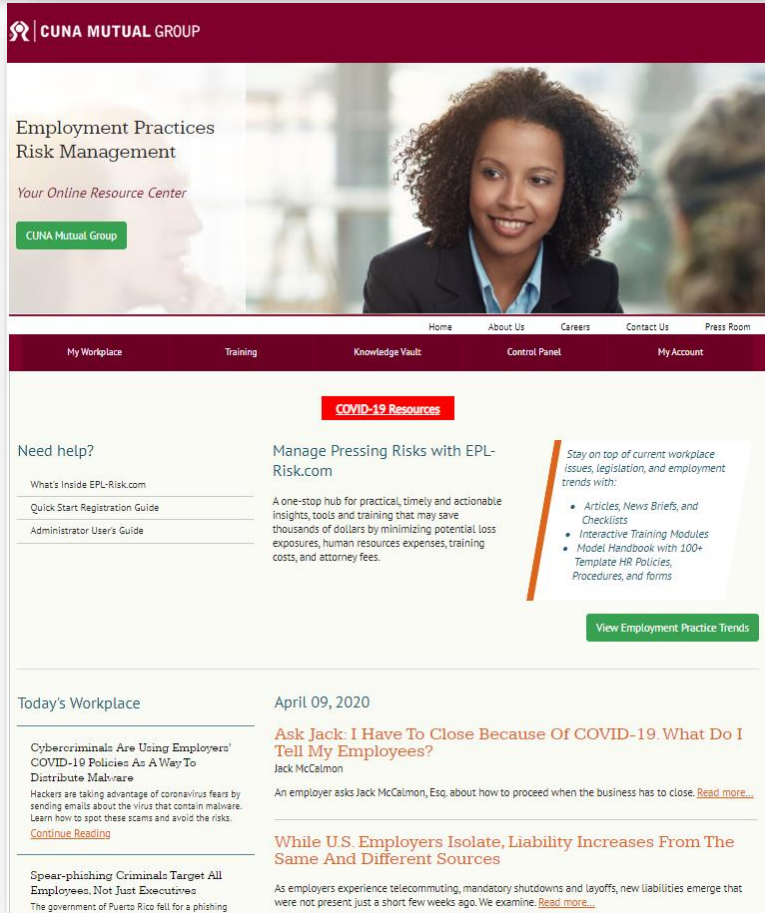 CUNA MUTUAL GROUP
Employment Practices
Risk Management
Your Online Resource Center
CUNA Mutual Group
Home About Us Careers Contact Us Press Room
My Workplace Training Knowledge Vault Control Panel My Account
COVID-19 Resources
Need help?
What's Inside EPL-Risk.com
Quick Start Registration Guide
Administrator User's Guide
Manage Pressing Risks with EPL-
Risk.com
A one-stop hub for practical, timely and actionable
insights, tools and training that may save
thousands of dollars by minimizing potential loss
exposures, human resources expenses, training
costs, and attorney fees.
Stay on top of current workplace
issues, legislation, and employment
trends with:
• Articles, News Briefs, and
Checklists
• Interactive Training Modules
• Model Handbook with 100+
Template HR Policies,
Procedures, and forms
View Employment Practice Trends
Today's Workplace
Cybercriminals Are Using Employers'
COVID-19 Policies As A Way To
Distribute Malware
Hackers are taking advantage of coronavirus fears by
sending emails about the virus that contain malware.
Learn how to spot these scams and avoid the risks.
Continue Reading
Spear-phishing Criminals Target All
Employees, Not Just Executives
The government of Puerto Rico fell for a phishing
April 09, 2020
Ask Jack: I Have To Close Because Of COVID-19. What Do I
Tell My Employees?
Jack McCalmon
An employer asks Jack McCalmon, Esq. about how to proceed when the business has to close. Read more...
While U.S. Employers Isolate, Liability Increases From The
Same And Different Sources
As employers experience telecommuting, mandatory shutdowns and layoffs, new liabilities emerge that
were not present just a short few weeks ago. We examine. Read more...